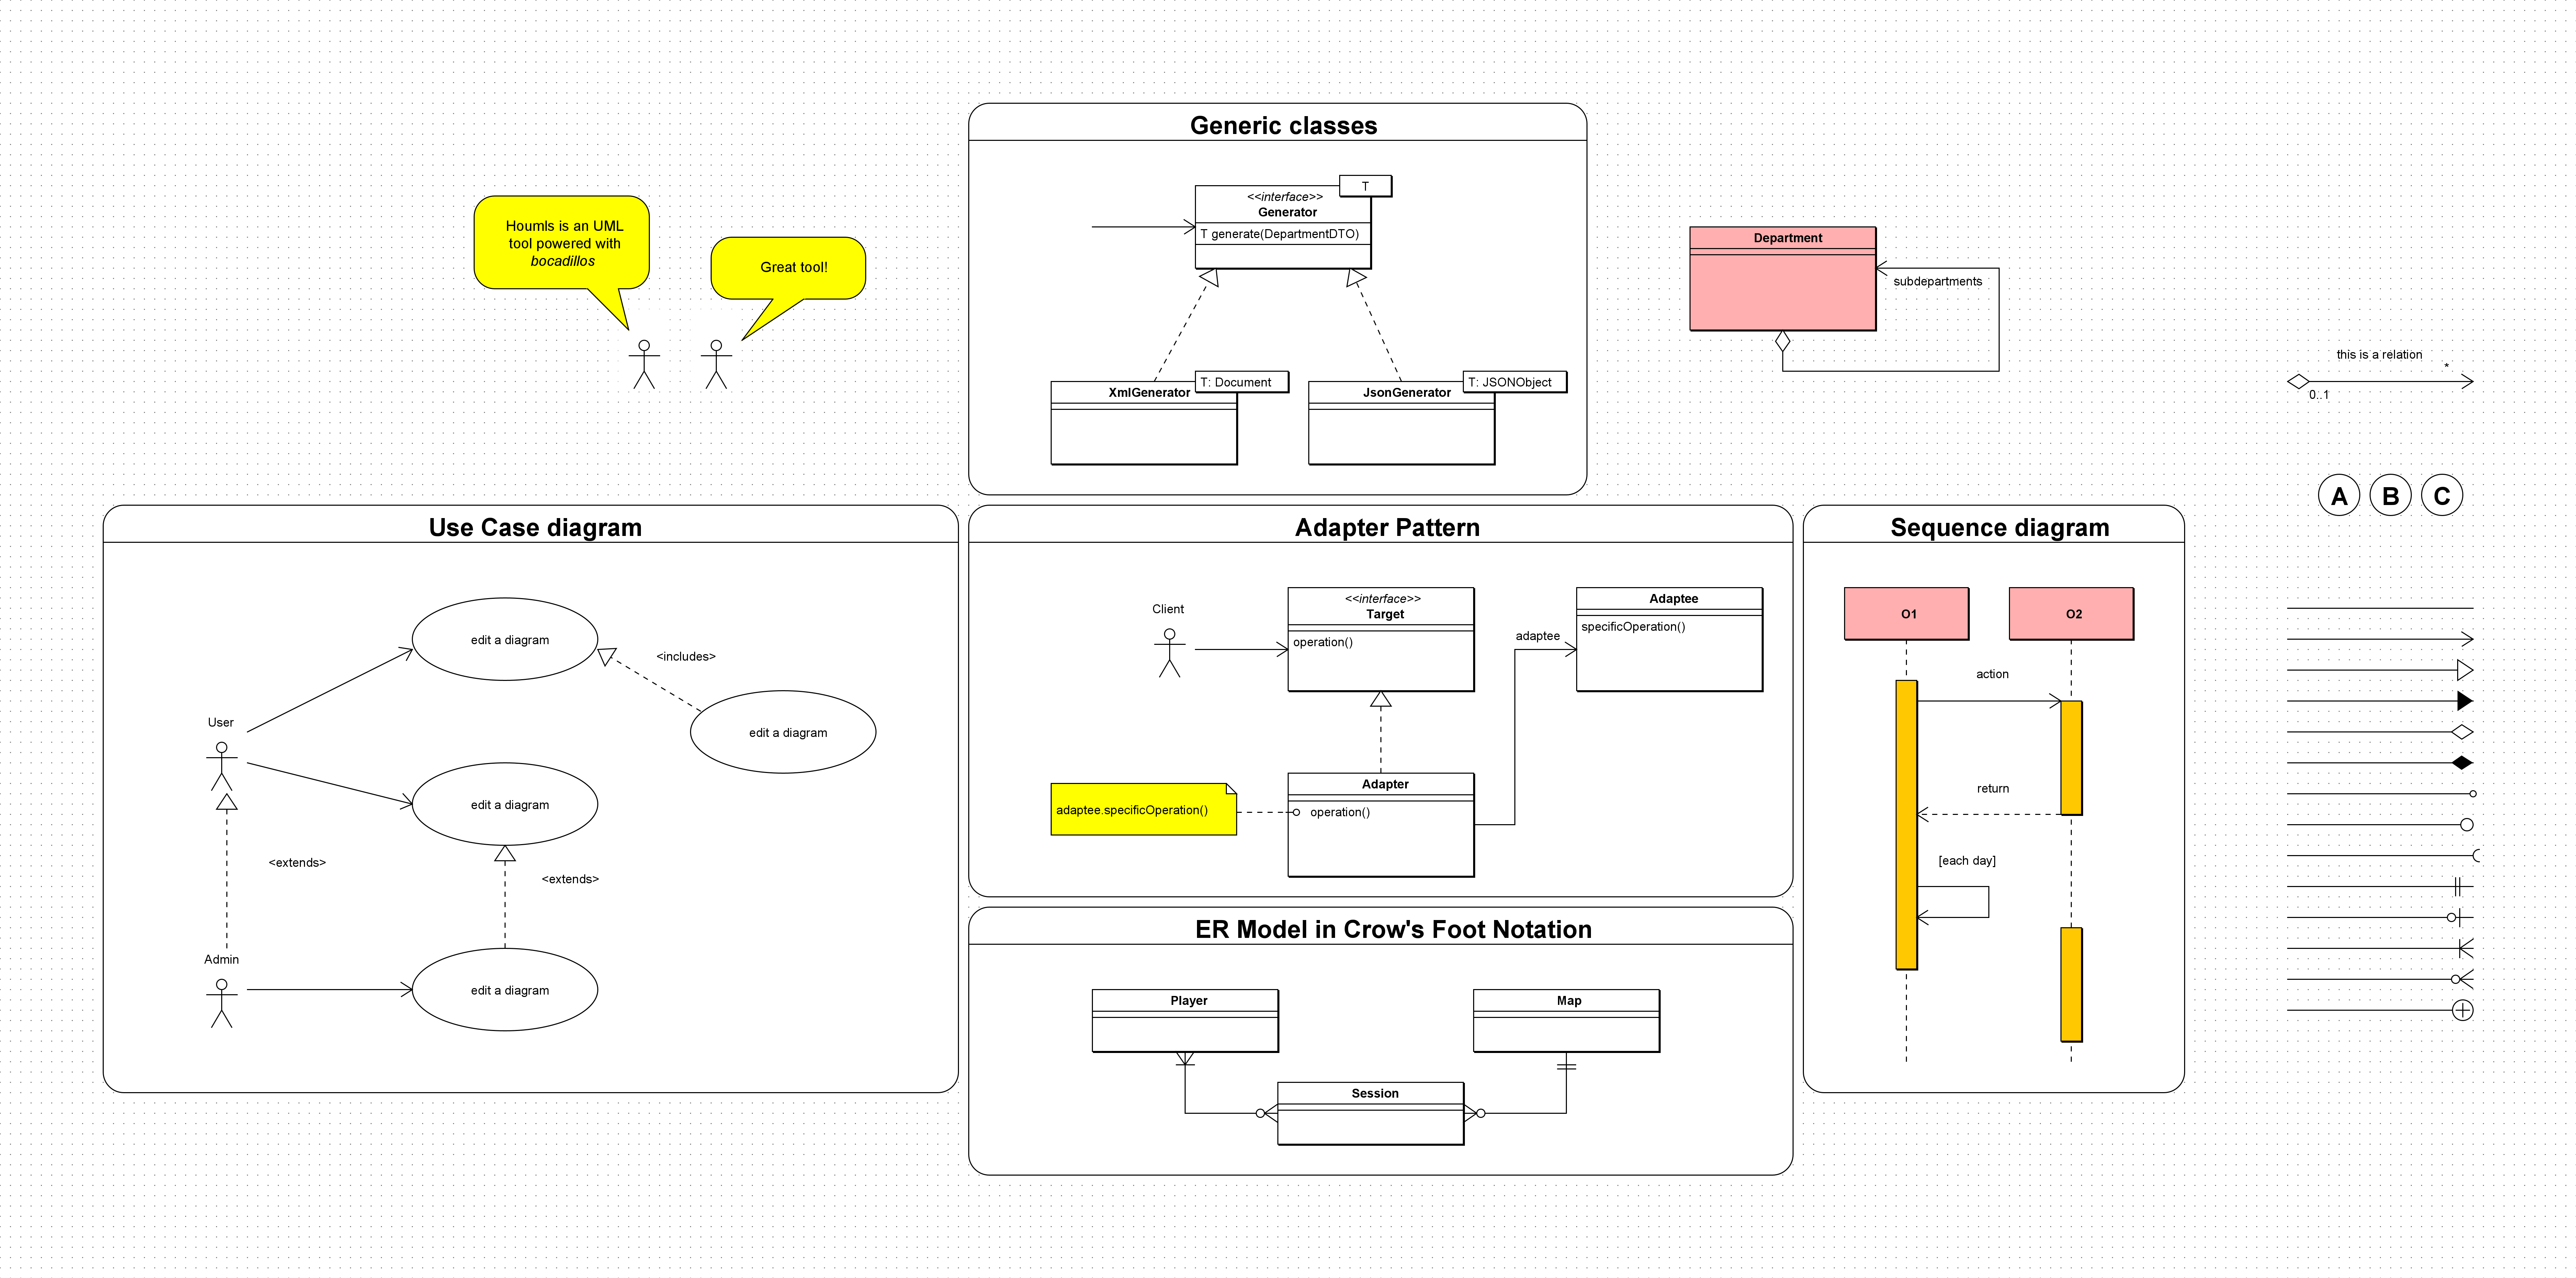 Generic classes
T
<<interface>>
Generator
T generate(DepartmentDTO)
T: Document
XmlGenerator
T: JSONObject
JsonGenerator
Houmls is an UML
tool powered with
bocadillos
Great tool!
Department
subdepartments
this is a relation
*
0..1
A B C
Use Case diagram
edit a diagram
<includes>
User
edit a diagram
edit a diagram
<extends>
<extends>
Admin
edit a diagram
Adapter Pattern
Client
<<interface>>
Target
operation()
adaptee
Adaptee
specificOperation()
Adapter
adaptee.specificOperation()
operation()
ER Model in Crow's Foot Notation
Player
Map
Session
Sequence diagram
O1
O2
action
return
[each day]